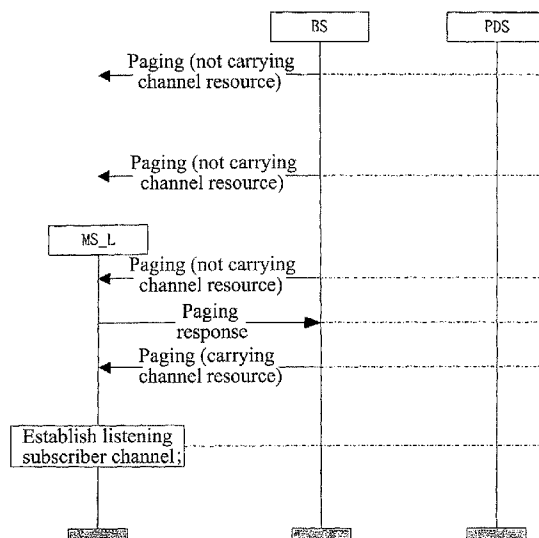 BS
PDS
Paging (not carrying
channel resource)
Paging (not carrying
channel resource)
MS_L
Paging (not carrying
channel resource)
Paging
response
Paging (carrying
channel resource)
Establish listening
subscriber channel;